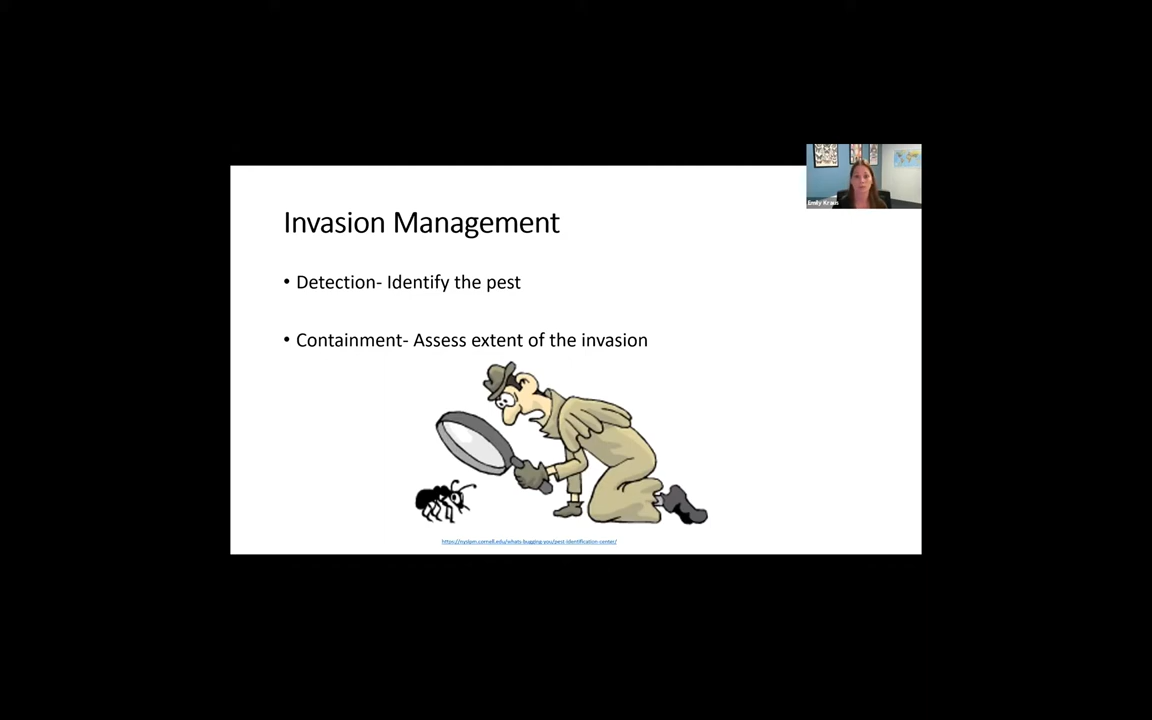 Emily Kraus
Invasion Management
• Detection- Identify the pest
• Containment- Assess extent of the invasion
https://nysipm.cornell.edu/whats-bugging-you/pest-identification-center/